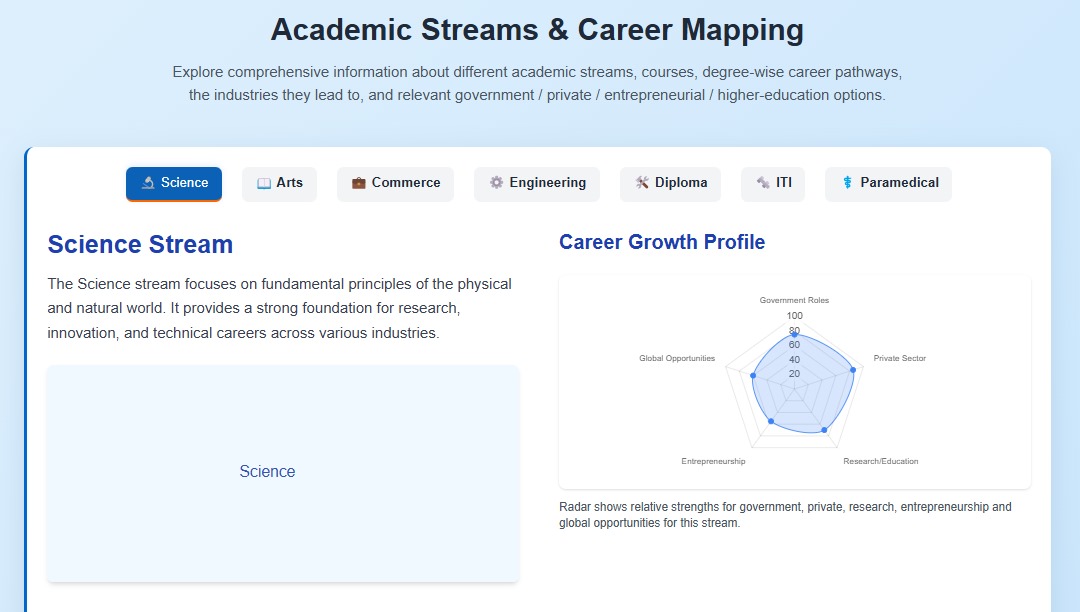 Academic Streams & Career Mapping
Explore comprehensive information about different academic streams, courses, degree-wise career pathways,
the industries they lead to, and relevant government / private / entrepreneurial / higher-education options.
Science
Arts
Commerce
Engineering
Diploma
ITI
Paramedical
Science Stream
The Science stream focuses on fundamental principles of the physical
and natural world. It provides a strong foundation for research,
innovation, and technical careers across various industries.
Science
Career Growth Profile
Government Roles
100
80
60
40
20
Global Opportunities
Private Sector
Entrepreneurship
Research/Education
Radar shows relative strengths for government, private, research, entrepreneurship and
global opportunities for this stream.